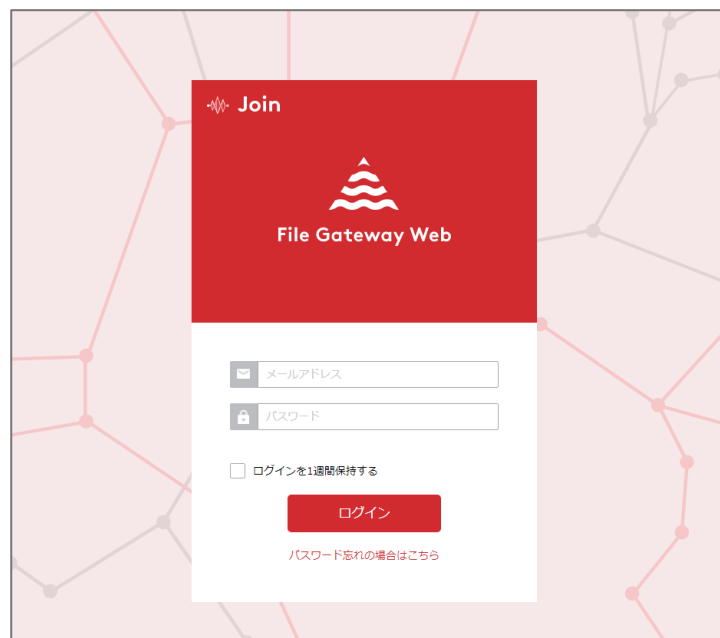 Join
File Gateway Web
メールアドレス
パスワード
ログインを1週間保持する
ログイン
パスワード忘れの場合はこちら